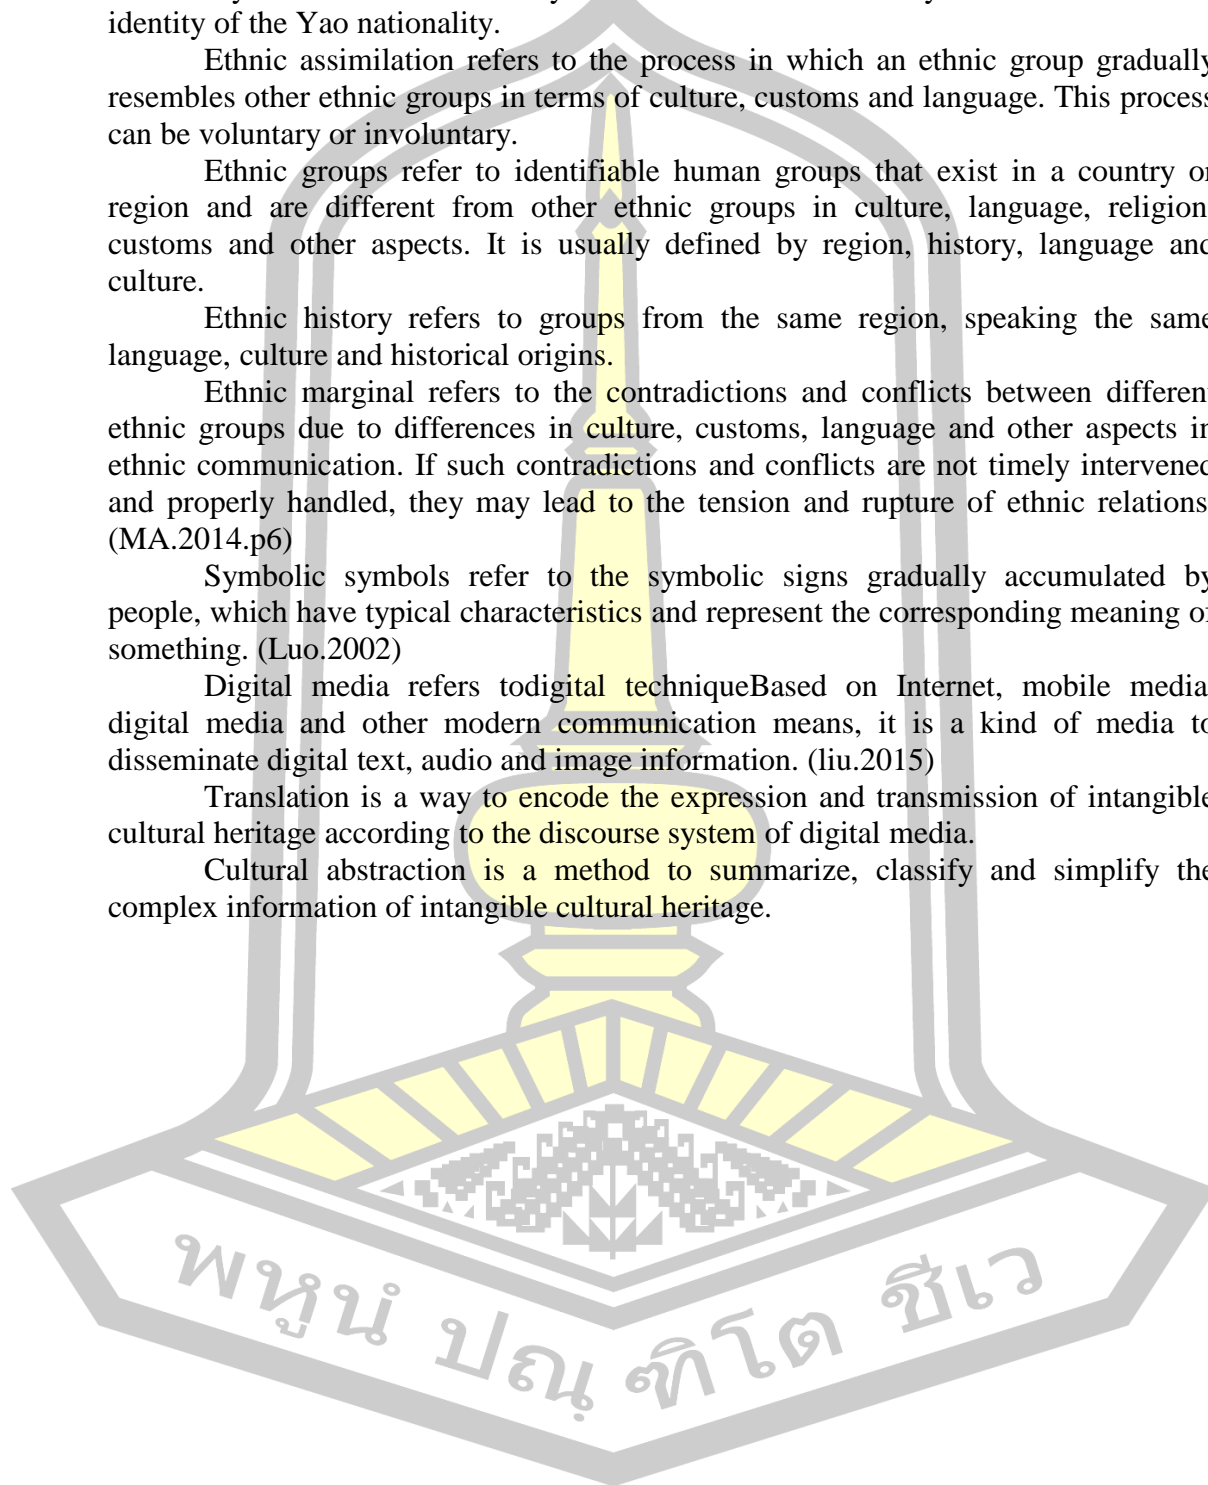 identity of the Yao nationality.
Ethnic assimilation refers to the process in which an ethnic group gradually
resembles other ethnic groups in terms of culture, customs and language. This process
can be voluntary or involuntary.
Ethnic groups refer to identifiable human groups that exist in a country or
region and are different from other ethnic groups in culture, language, religion,
customs and other aspects. It is usually defined by region, history, language and
culture.
Ethnic history refers to groups from the same region, speaking the same
language, culture and historical origins.
Ethnic marginal refers to the contradictions and conflicts between different
ethnic groups due to differences in culture, customs, language and other aspects in
ethnic communication. If such contradictions and conflicts are not timely intervened
and properly handled, they may lead to the tension and rupture of ethnic relations.
(MA.2014.p6)
Symbolic symbols refer to the symbolic signs gradually accumulated by
people, which have typical characteristics and represent the corresponding meaning of
something. (Luo.2002)
Digital media refers todigital techniqueBased on Internet, mobile media,
digital media and other modern communication means, it is a kind of media to
disseminate digital text, audio and image information. (liu.2015)
Translation is a way to encode the expression and transmission of intangible
cultural heritage according to the discourse system of digital media.
Cultural abstraction is a method to summarize, classify and simplify the
complex information of intangible cultural heritage.
พหูนํ ปณฺฑิโต ชีเว